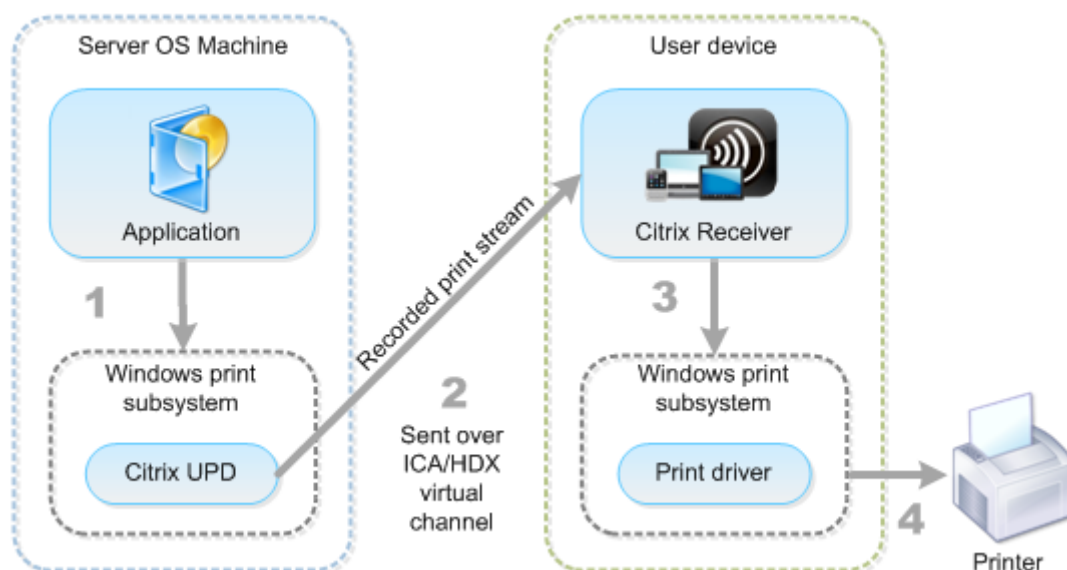 Server OS Machine
Application
1
Windows print
subsystem
Citrix UPD
Recorded print stream
2
Sent over
ICA/HDX
virtual
channel
User device
Citrix Receiver
3
Windows print
subsystem
Print driver
4
Printer